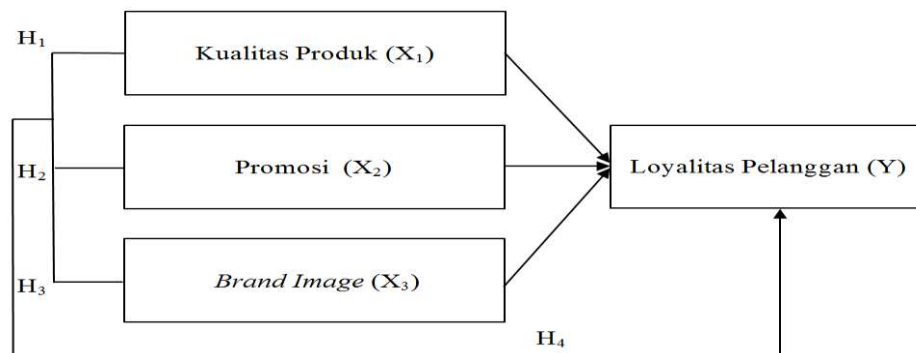 H₁
Kualitas Produk (X₁)
H₂
Promosi (X₂)
Loyalitas Pelanggan (Y)
H₃
Brand Image (X₃)
H₄